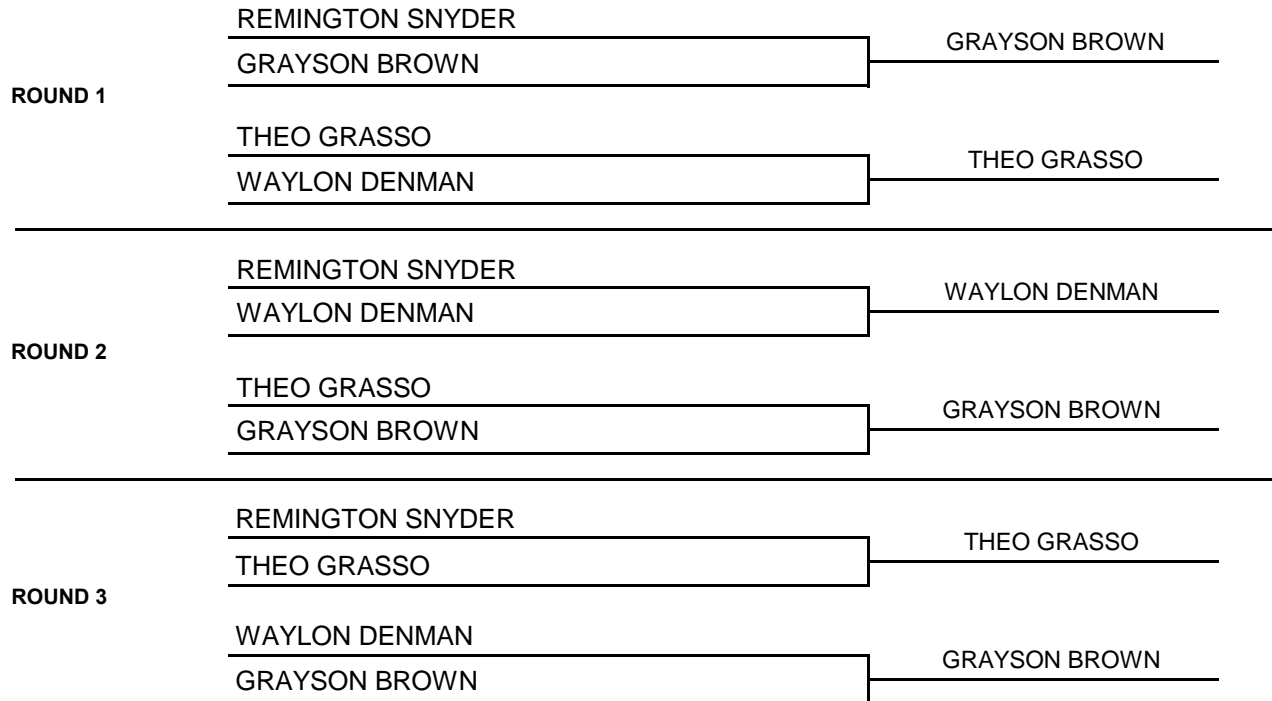 REMINGTON SNYDER
GRAYSON BROWN
GRAYSON BROWN
ROUND 1
THEO GRASSO
THEO GRASSO
WAYLON DENMAN
REMINGTON SNYDER
WAYLON DENMAN
WAYLON DENMAN
ROUND 2
THEO GRASSO
GRAYSON BROWN
GRAYSON BROWN
REMINGTON SNYDER
THEO GRASSO
THEO GRASSO
ROUND 3
WAYLON DENMAN
GRAYSON BROWN
GRAYSON BROWN